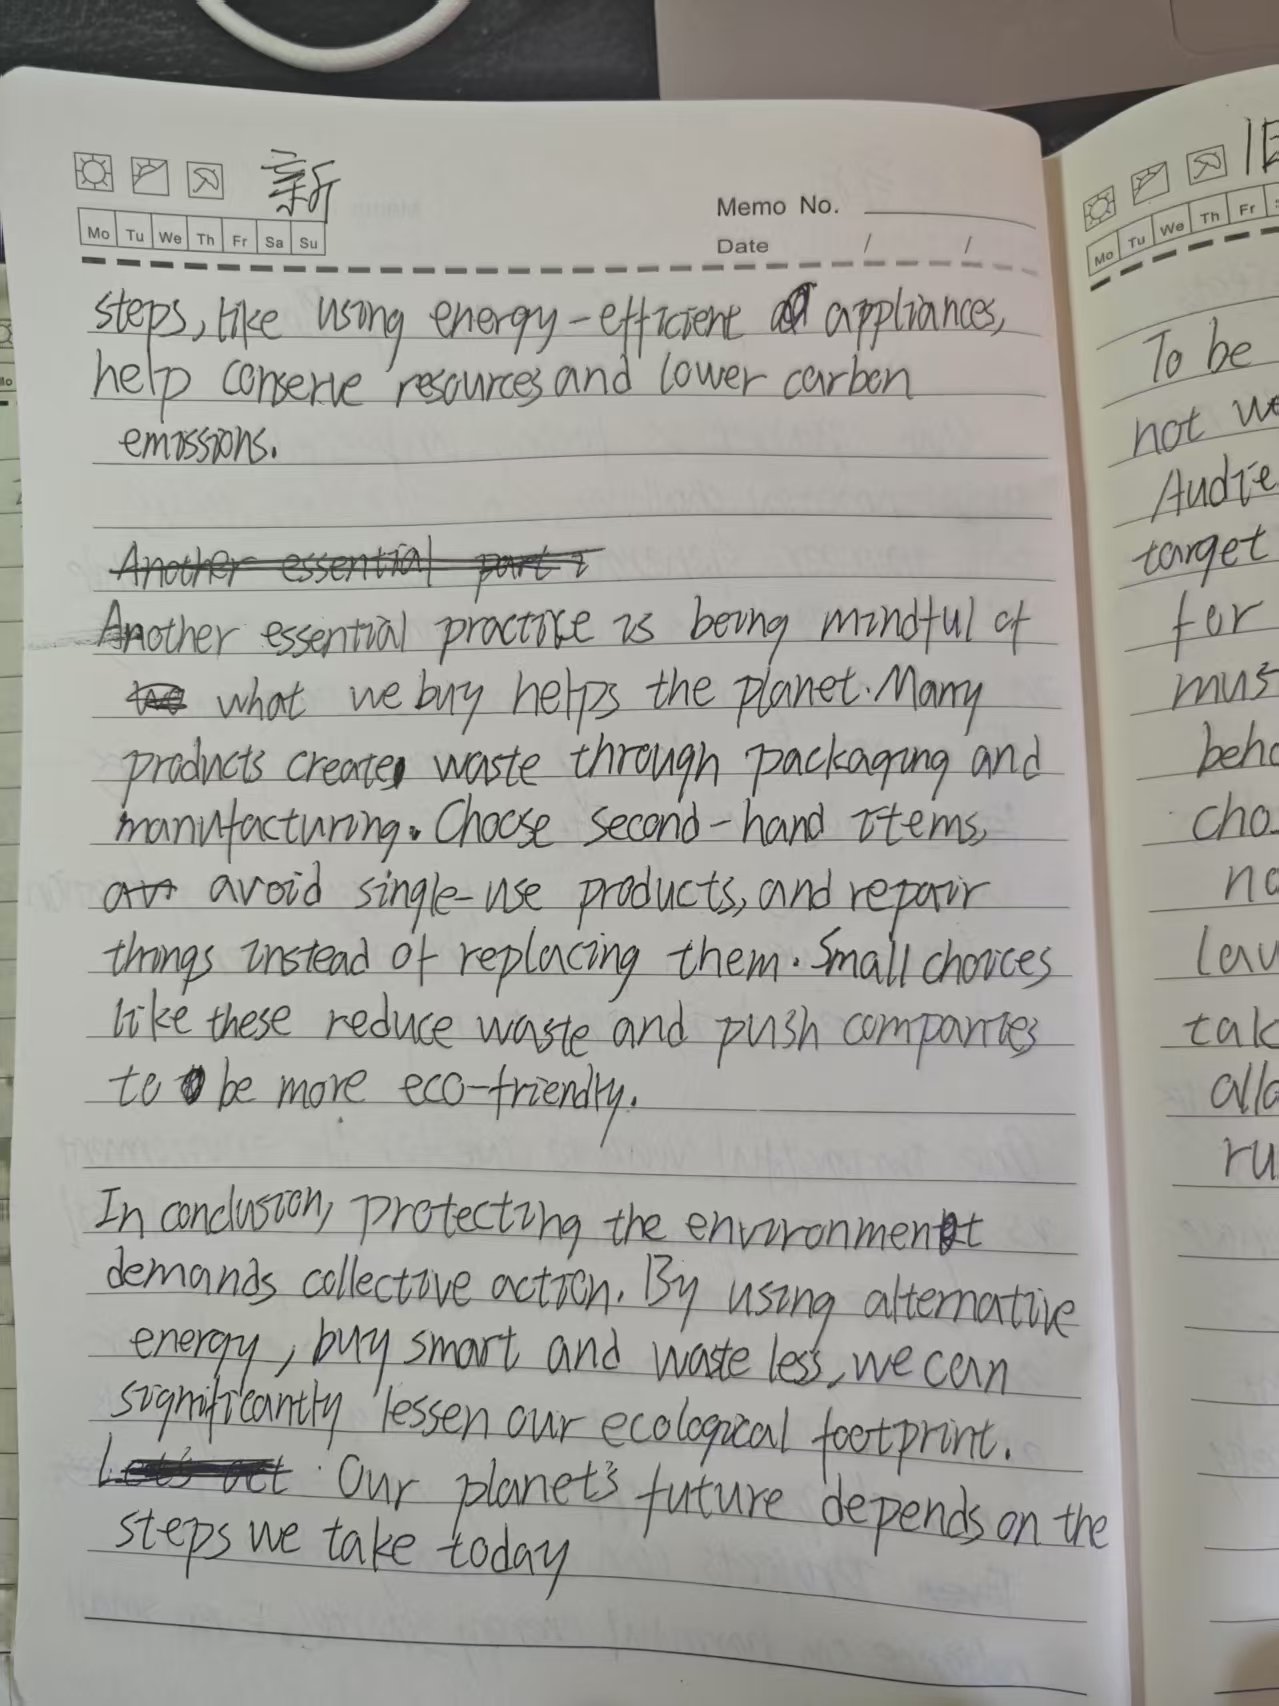 新
Memo No.
Mo Tu We Th Fr Sa Su
Date / /
steps, like using energy-efficient appliances,
help conserve resources and lower carbon
emissions.
Another essential part i
Another essential practice is being mindful of
what we buy helps the planet. Many
products create waste through packaging and
manufacturing. Choose second-hand items,
avoid single-use products, and repair
things instead of replacing them. Small choices
like these reduce waste and push companies
to be more eco-friendly.
In conclusion, protecting the environment
demands collective action. By using alternative
energy, buy smart and waste less, we can
significantly lessen our ecological footprint.
Let's act Our planet's future depends on the
steps we take today
Mo Tu We Th Fr
To be
not we
Audie
target
for
mus
beho
cho
no
lau
tak
allo
ru